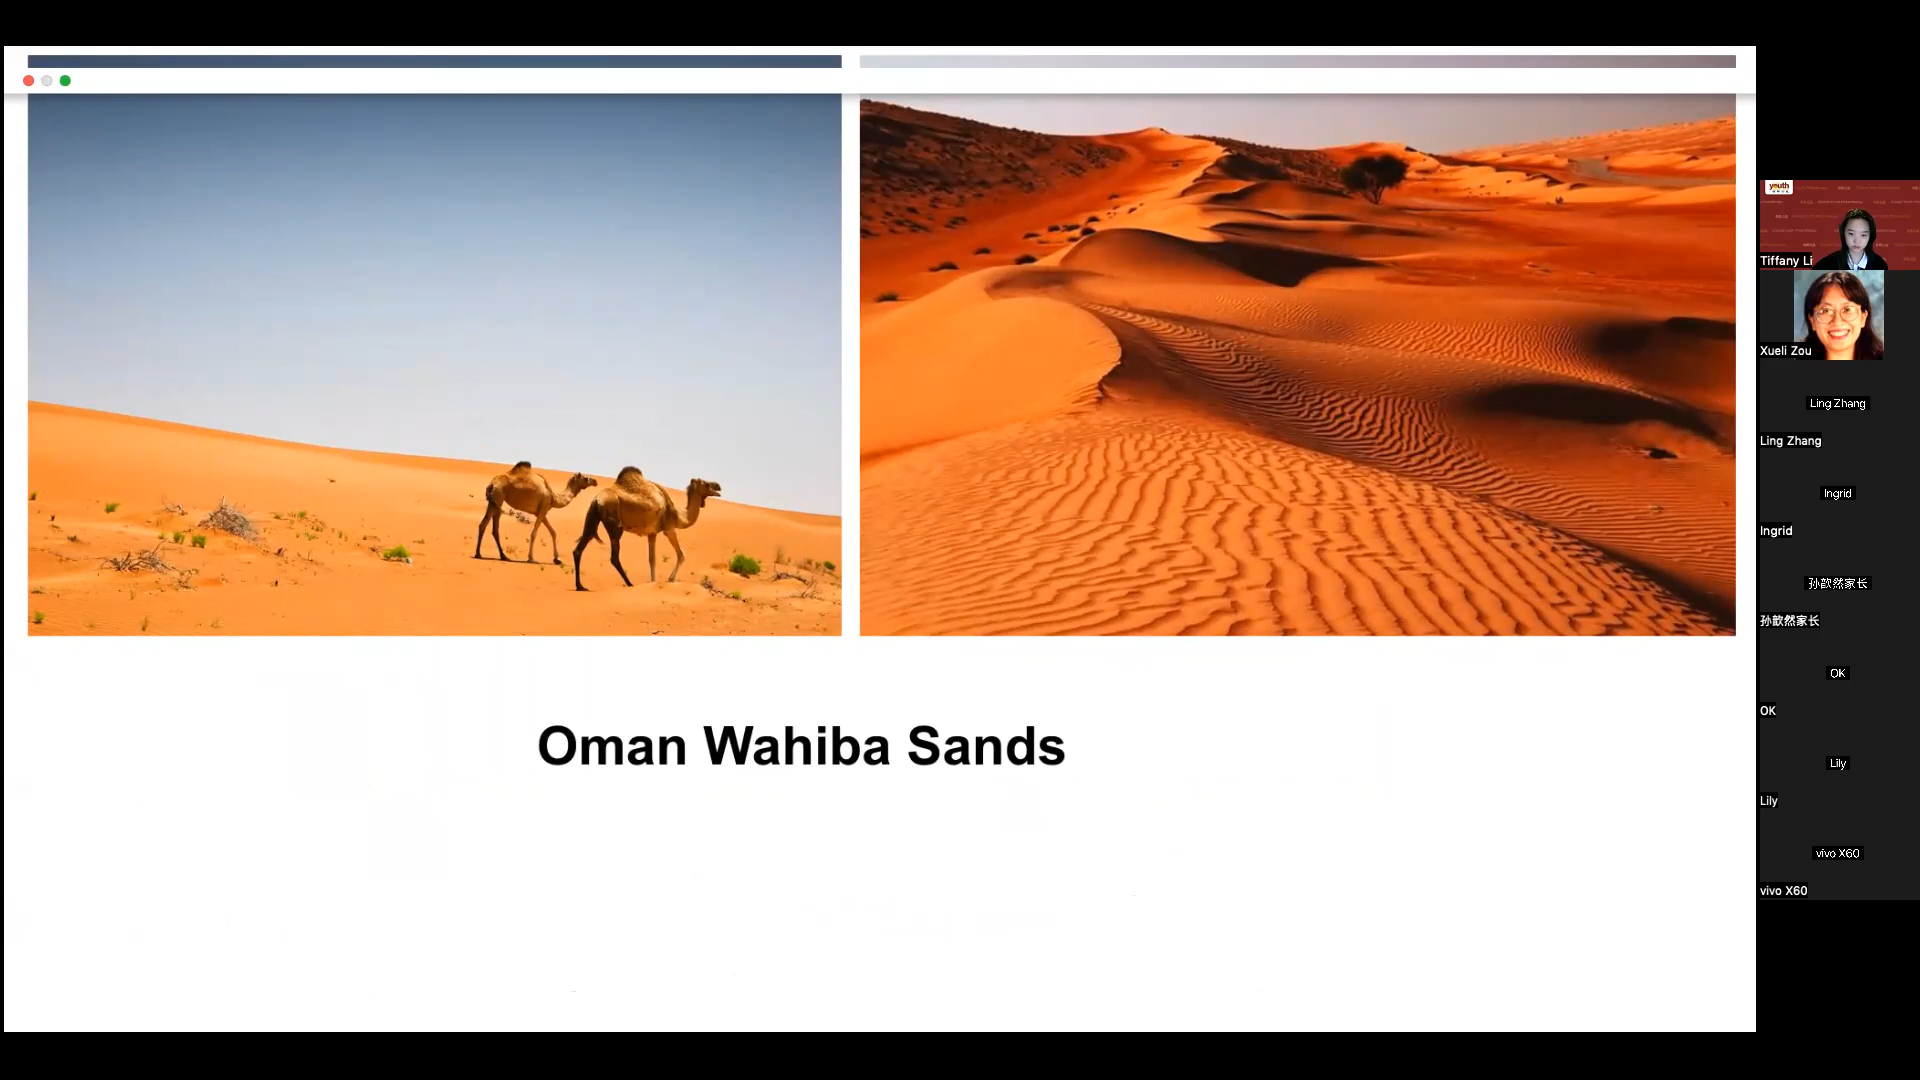 Oman Wahiba Sands
youth
Tiffany Li
Xueli Zou
Ling Zhang
Ling Zhang
Ingrid
Ingrid
孙歆然家长
孙歆然家长
OK
OK
Lily
Lily
vivo X60
vivo X60